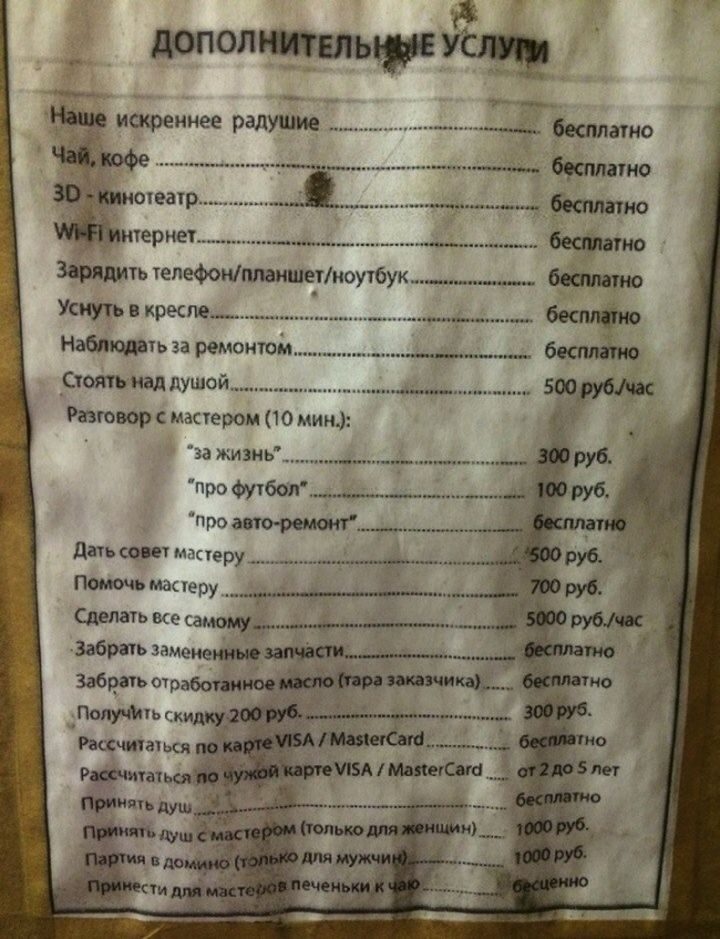 ДОПОЛНИТЕЛЬНЫЕ УСЛУГИ
Наше искреннее радушие ........ бесплатно
Чай, кофе ........ бесплатно
3D - кинотеатр ........ бесплатно
Wi-Fi интернет ........ бесплатно
Зарядить телефон/планшет/ноутбук ........ бесплатно
Уснуть в кресле ........ бесплатно
Наблюдать за ремонтом ........ бесплатно
Стоять над душой ........ 500 руб./час
Разговор с мастером (10 мин.):
"за жизнь" ........ 300 руб.
"про футбол" ........ 100 руб.
"про авто-ремонт" ........ бесплатно
Дать совет мастеру ........ 500 руб.
Помочь мастеру ........ 700 руб.
Сделать все самому ........ 5000 руб./час
Забрать замененные запчасти ........ бесплатно
Забрать отработанное масло (тара заказчика) .... бесплатно
Получить скидку 200 руб. ........ 300 руб.
Рассчитаться по карте VISA / MasterCard ........ бесплатно
Рассчитаться по чужой карте VISA / MasterCard .... от 2 до 5 лет
Принять душ ........ бесплатно
Принять душ с мастером (только для женщин) .... 1000 руб.
Партия в домино (только для мужчин) ........ 1000 руб.
Принести для мастеров печеньки к чаю ........ бесценно